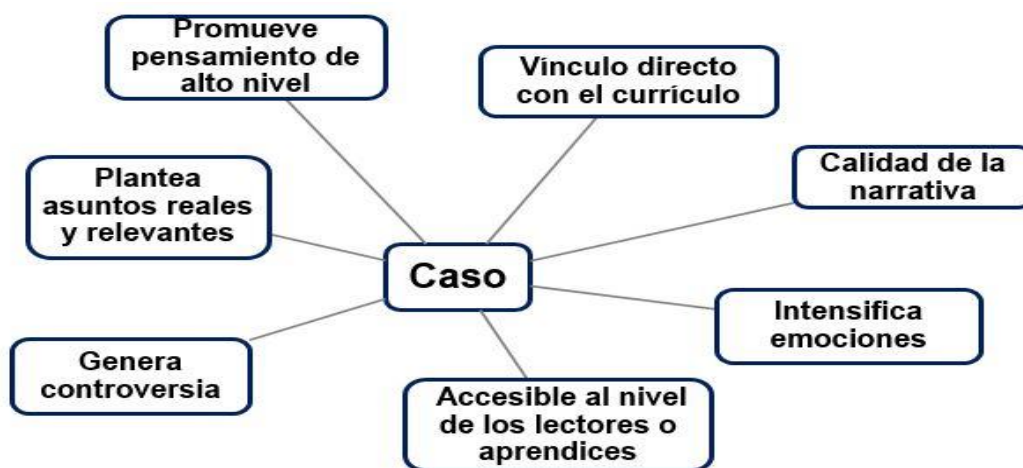 Promueve
pensamiento de
alto nivel
Vínculo directo
con el currículo
Calidad de la
narrativa
Plantea
asuntos reales
y relevantes
Caso
Intensifica
emociones
Genera
controversia
Accesible al nivel
de los lectores o
aprendices